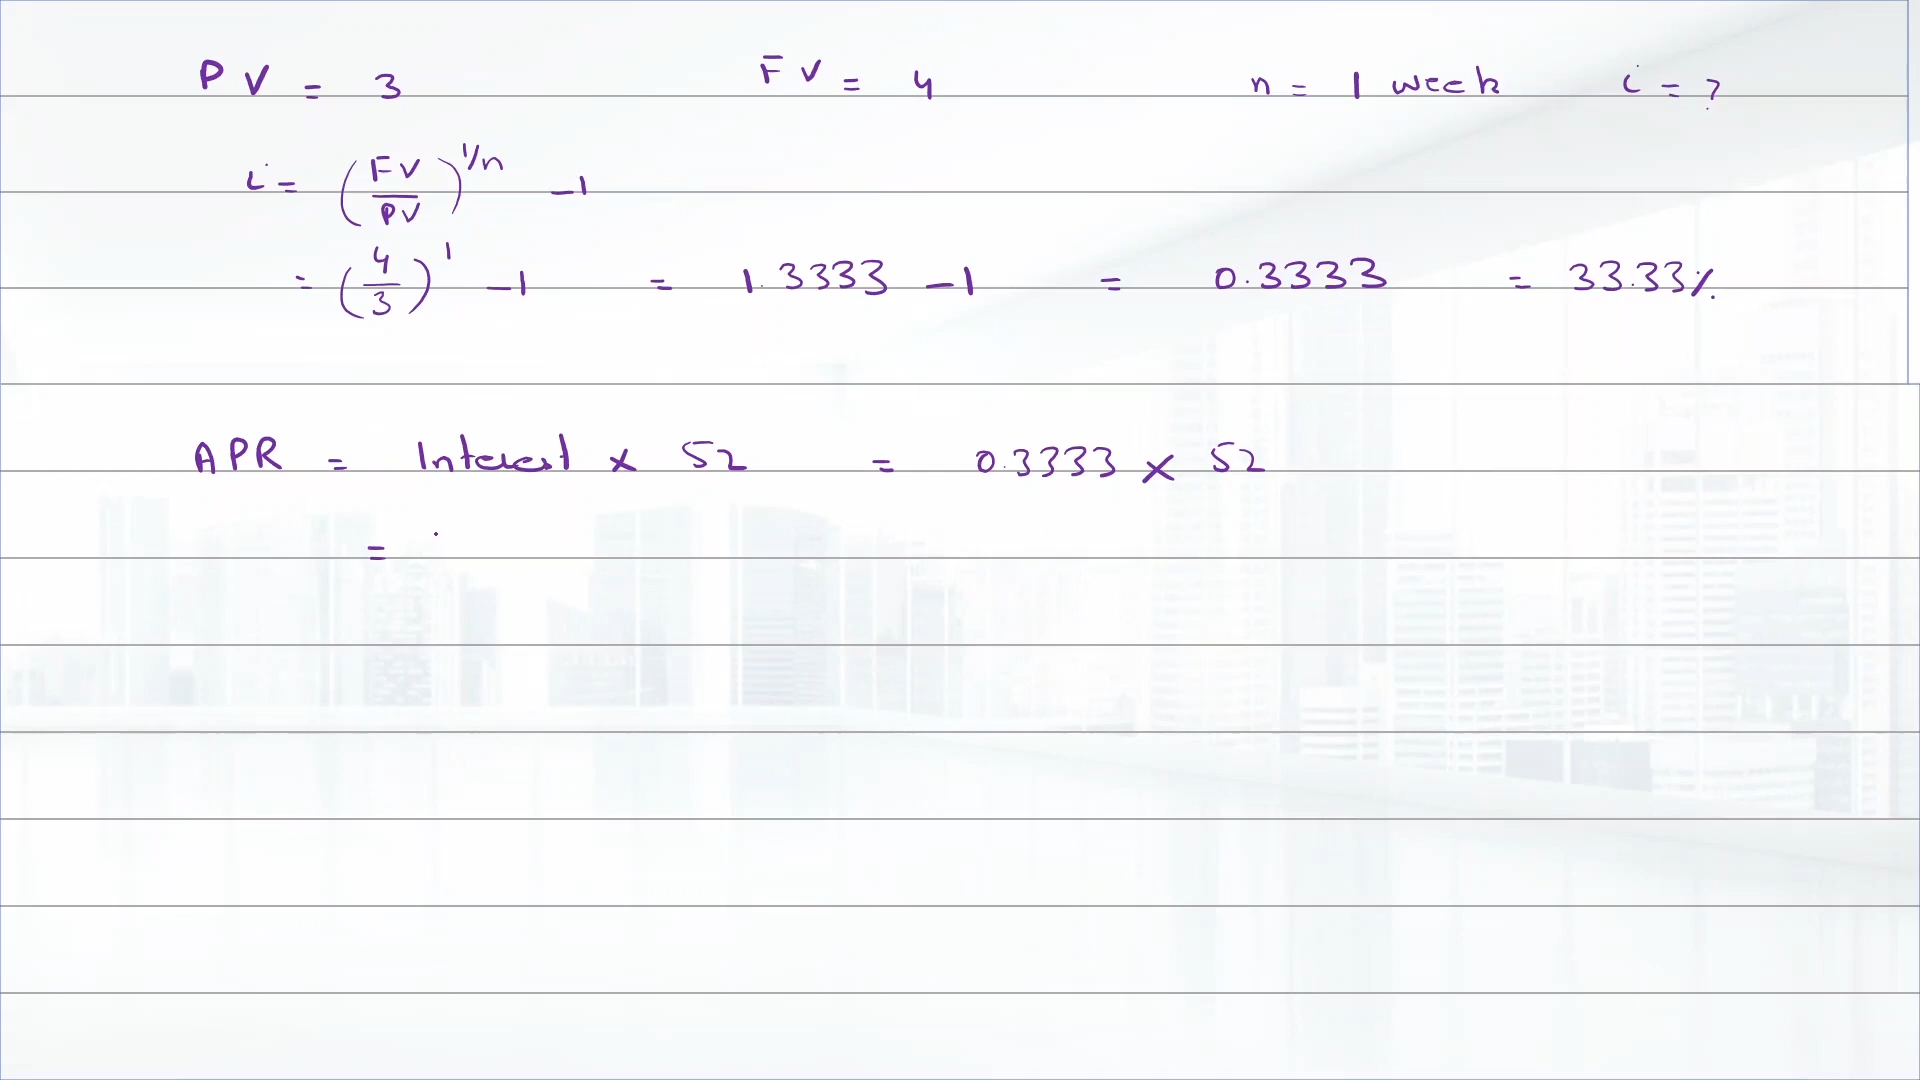 PV = 3 FV = 4 n = 1 week i = ?
i = (FV/PV)^1/n - 1
= (4/3)^1 - 1 = 1.3333 - 1 = 0.3333 = 33.33%
APR = Interest × 52 = 0.3333 × 52
=